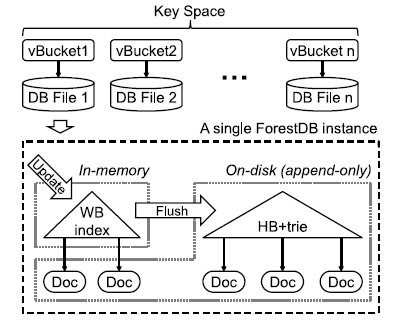 Key Space
vBucket1
vBucket2
vBucket n
DB File 1
DB File 2
...
DB File n
A single ForestDB instance
Update
In-memory
On-disk (append-only)
WB
index
Flush
HB+trie
Doc
Doc
Doc
Doc
Doc